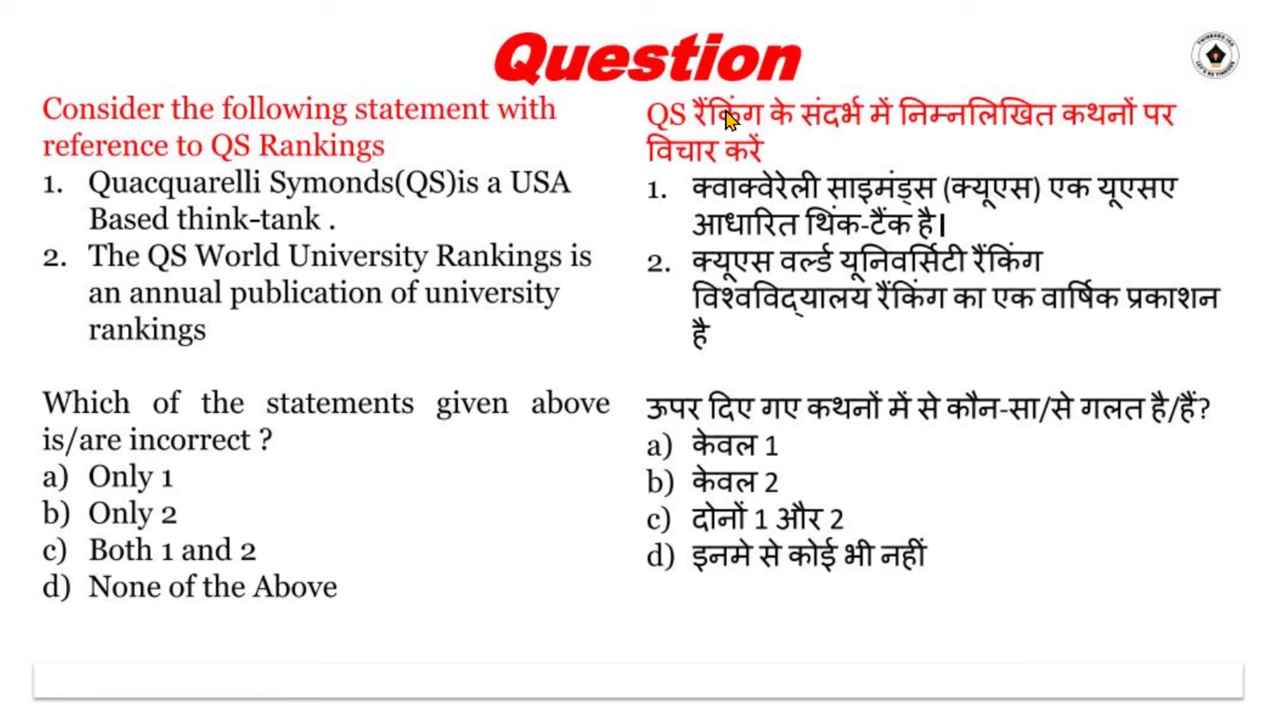 Question
Consider the following statement with
reference to QS Rankings
1. Quacquarelli Symonds(QS)is a USA
Based think-tank .
2. The QS World University Rankings is
an annual publication of university
rankings
Which of the statements given above
is/are incorrect ?
a) Only 1
b) Only 2
c) Both 1 and 2
d) None of the Above
QS रैंकिंग के संदर्भ में निम्नलिखित कथनों पर
विचार करें
1. क्वाक्वेरेली साइमंड्स (क्यूएस) एक यूएसए
आधारित थिंक-टैंक है।
2. क्यूएस वर्ल्ड यूनिवर्सिटी रैंकिंग
विश्वविद्यालय रैंकिंग का एक वार्षिक प्रकाशन
है
ऊपर दिए गए कथनों में से कौन-सा/से गलत है/हैं?
a) केवल 1
b) केवल 2
c) दोनों 1 और 2
d) इनमे से कोई भी नहीं